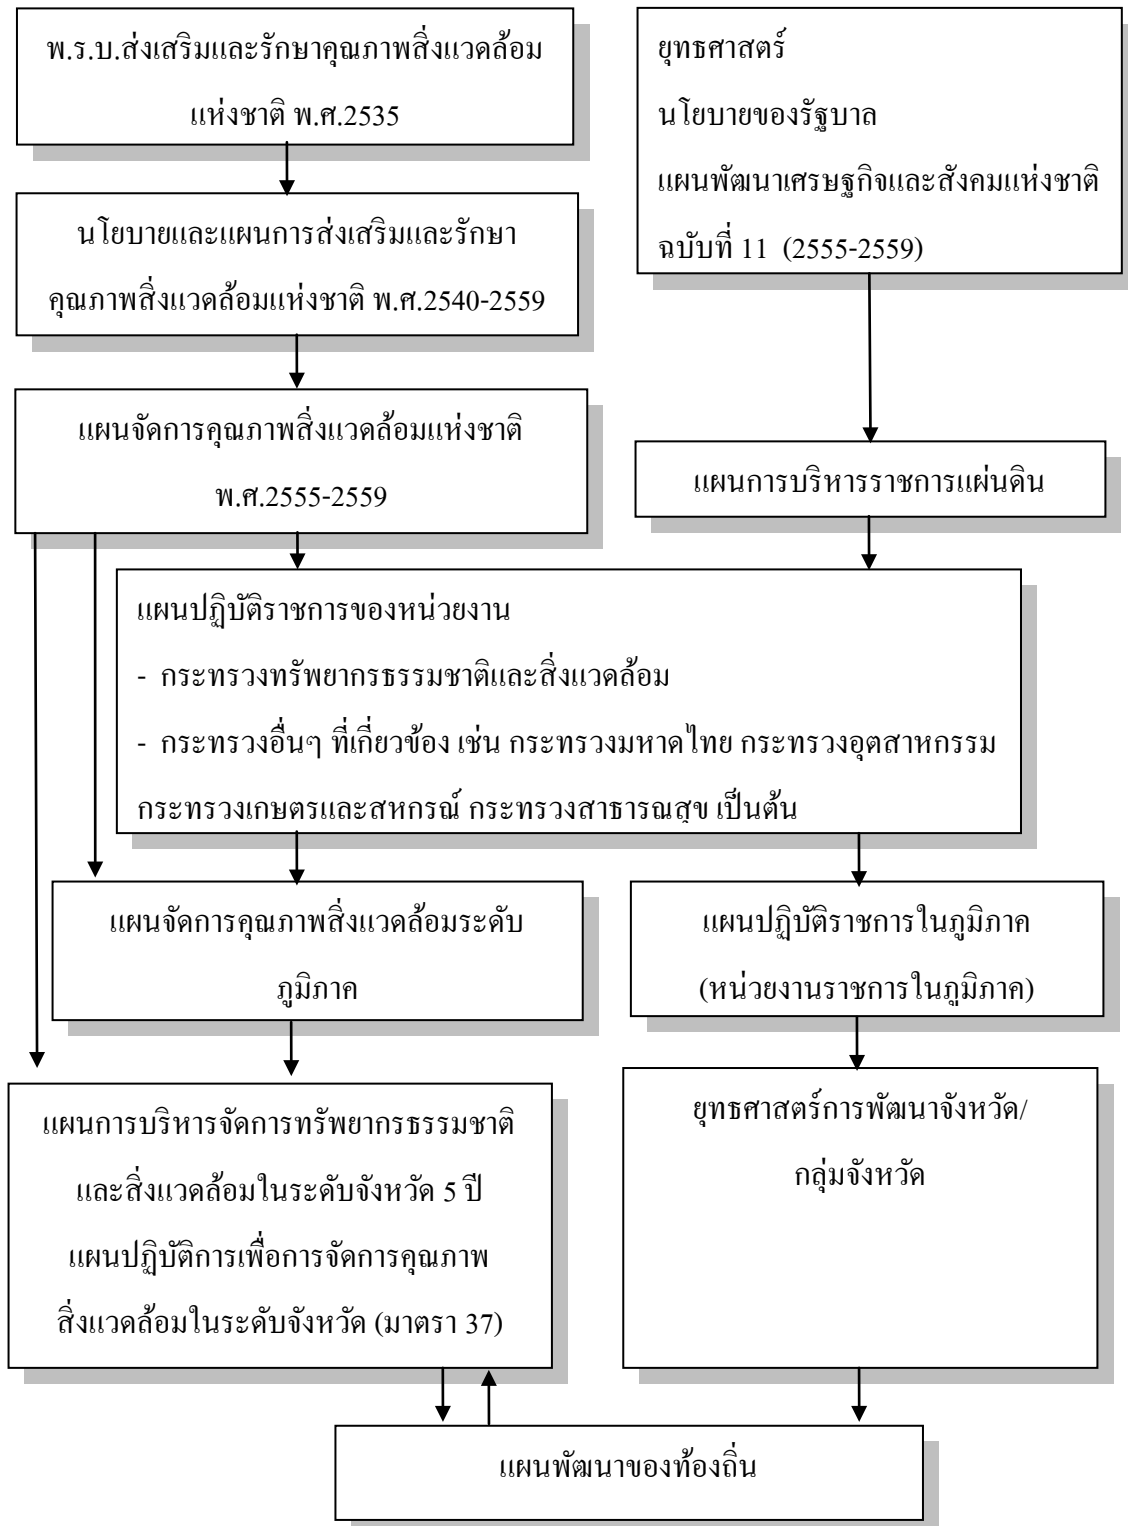 พ.ร.บ.ส่งเสริมและรักษาคุณภาพสิ่งแวดล้อม
แห่งชาติ พ.ศ.2535
ยุทธศาสตร์
นโยบายของรัฐบาล
แผนพัฒนาเศรษฐกิจและสังคมแห่งชาติ
ฉบับที่ 11 (2555-2559)
นโยบายและแผนการส่งเสริมและรักษา
คุณภาพสิ่งแวดล้อมแห่งชาติ พ.ศ.2540-2559
แผนจัดการคุณภาพสิ่งแวดล้อมแห่งชาติ
พ.ศ.2555-2559
แผนการบริหารราชการแผ่นดิน
แผนปฏิบัติราชการของหน่วยงาน
- กระทรวงทรัพยากรธรรมชาติและสิ่งแวดล้อม
- กระทรวงอื่นๆ ที่เกี่ยวข้อง เช่น กระทรวงมหาดไทย กระทรวงอุตสาหกรรม
กระทรวงเกษตรและสหกรณ์ กระทรวงสาธารณสุข เป็นต้น
แผนจัดการคุณภาพสิ่งแวดล้อมระดับ
ภูมิภาค
แผนปฏิบัติราชการในภูมิภาค
(หน่วยงานราชการในภูมิภาค)
แผนการบริหารจัดการทรัพยากรธรรมชาติ
และสิ่งแวดล้อมในระดับจังหวัด 5 ปี
แผนปฏิบัติการเพื่อการจัดการคุณภาพ
สิ่งแวดล้อมในระดับจังหวัด (มาตรา 37)
ยุทธศาสตร์การพัฒนาจังหวัด/
กลุ่มจังหวัด
แผนพัฒนาของท้องถิ่น